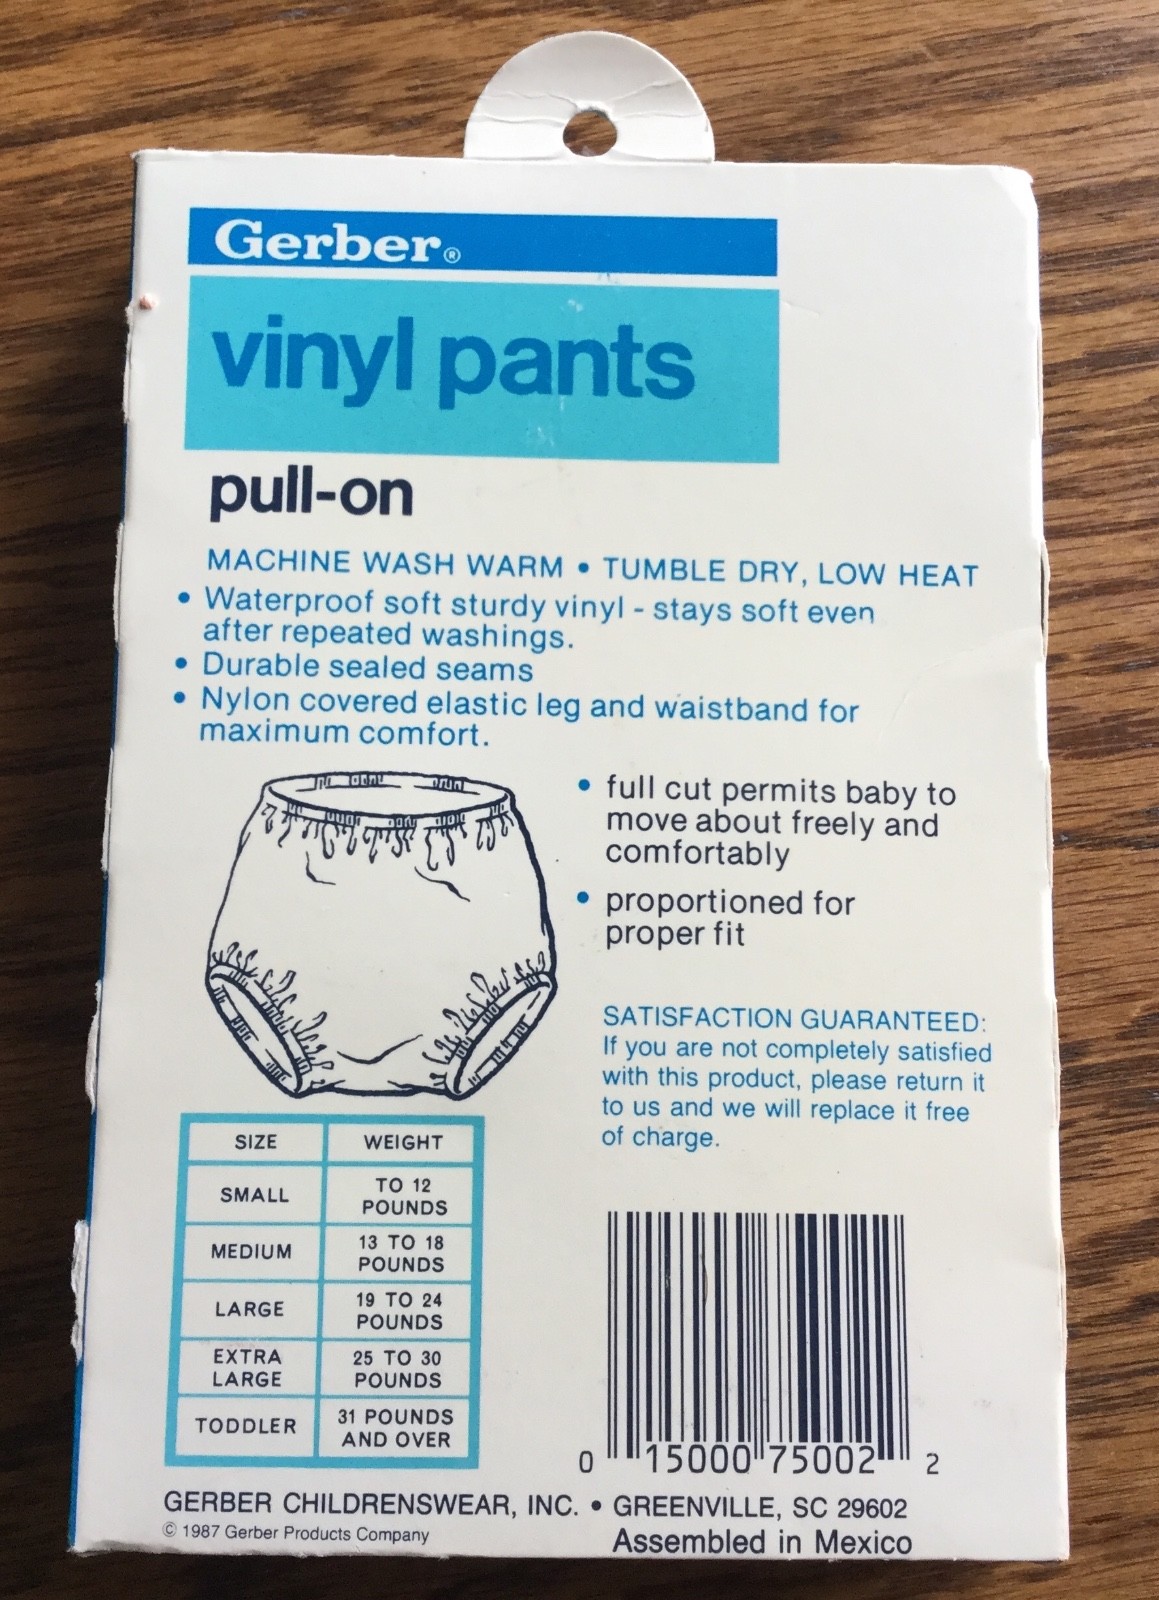 Gerber®
vinyl pants
pull-on
MACHINE WASH WARM • TUMBLE DRY, LOW HEAT
• Waterproof soft sturdy vinyl - stays soft even
after repeated washings.
• Durable sealed seams
• Nylon covered elastic leg and waistband for
maximum comfort.
• full cut permits baby to
move about freely and
comfortably
• proportioned for
proper fit
SATISFACTION GUARANTEED:
If you are not completely satisfied
with this product, please return it
to us and we will replace it free
of charge.
SIZE WEIGHT
SMALL TO 12
POUNDS
MEDIUM 13 TO 18
POUNDS
LARGE 19 TO 24
POUNDS
EXTRA
LARGE 25 TO 30
POUNDS
TODDLER 31 POUNDS
AND OVER
0 15000 75002 2
GERBER CHILDRENSWEAR, INC. • GREENVILLE, SC 29602
© 1987 Gerber Products Company
Assembled in Mexico